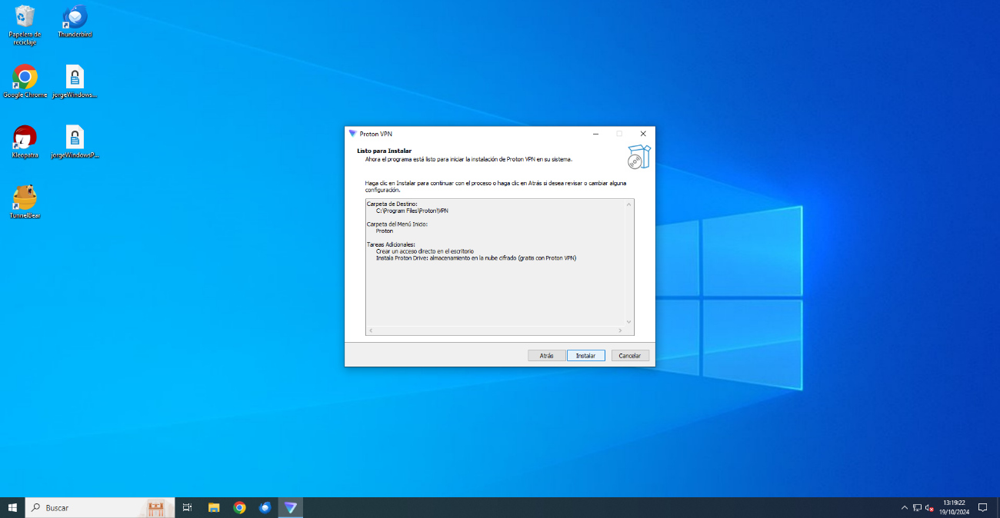 Papelera de
reciclaje
Thunderbird
Google Chrome
jorgeWindows...
Kleopatra
jorgeWindowsP...
TunnelBear
Proton VPN
Listo para Instalar
Ahora el programa está listo para iniciar la instalación de Proton VPN en su sistema.
Haga clic en Instalar para continuar con el proceso o haga clic en Atrás si desea revisar o cambiar alguna
configuración.
Carpeta de Destino:
C:\Program Files\Proton\VPN
Carpeta del Menú Inicio:
Proton
Tareas Adicionales:
Crear un acceso directo en el escritorio
Instala Proton Drive: almacenamiento en la nube cifrado (gratis con Proton VPN)
Atrás
Instalar
Cancelar
Buscar
13:19:22
19/10/2024